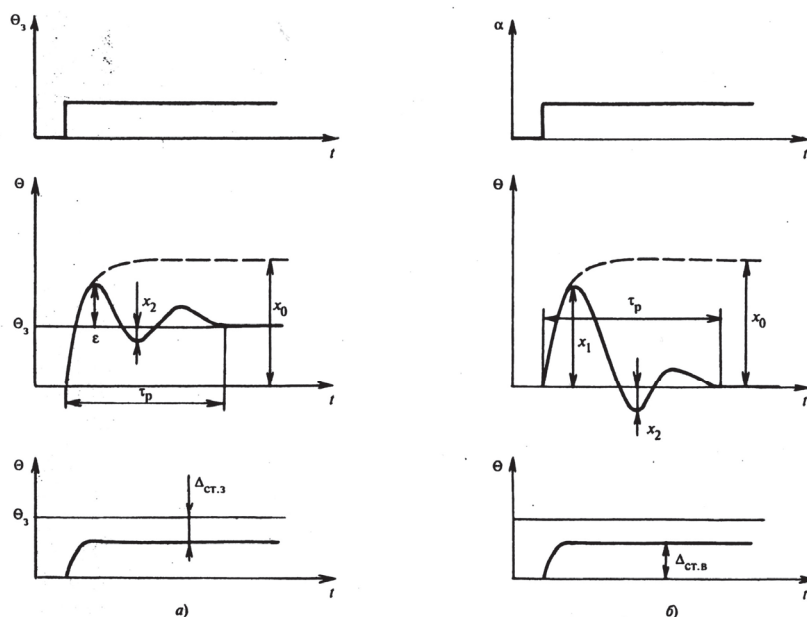 Θз
t
α
t
Θ
x2
x0
Θз
ε
τр
t
Θ
τр
x0
x1
x2
t
Θ
Δст.з
Θз
t
Θ
Δст.в
t
а)
б)